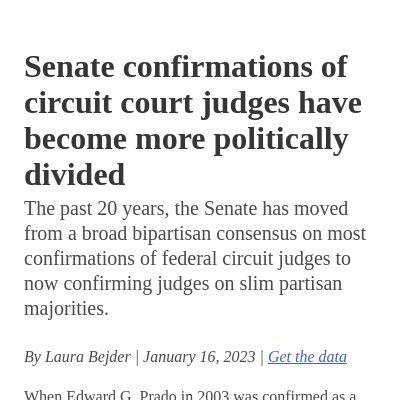 Senate confirmations of
circuit court judges have
become more politically
divided
The past 20 years, the Senate has moved
from a broad bipartisan consensus on most
confirmations of federal circuit judges to
now confirming judges on slim partisan
majorities.
By Laura Bejder | January 16, 2023 | Get the data
When Edward G. Prado in 2003 was confirmed as a